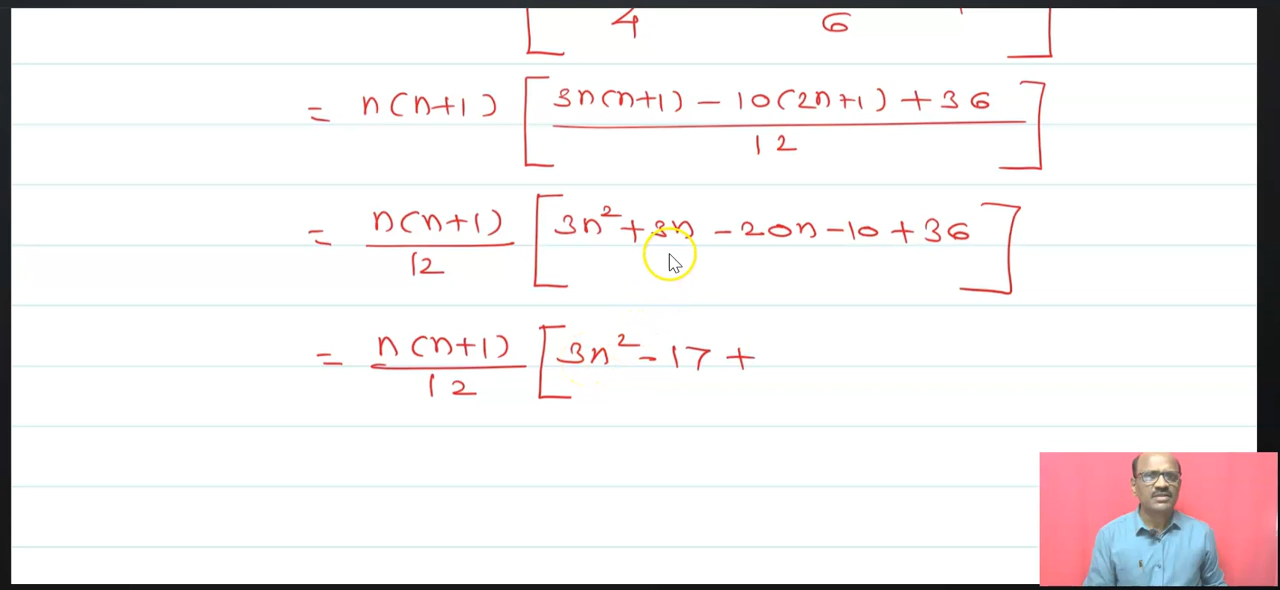 4 6
= n(n+1) [ 3n(n+1) - 10(2n+1) + 36 / 12 ]
= n(n+1) / 12 [ 3n² + 3n - 20n - 10 + 36 ]
= n(n+1) / 12 [ 3n² - 17 +